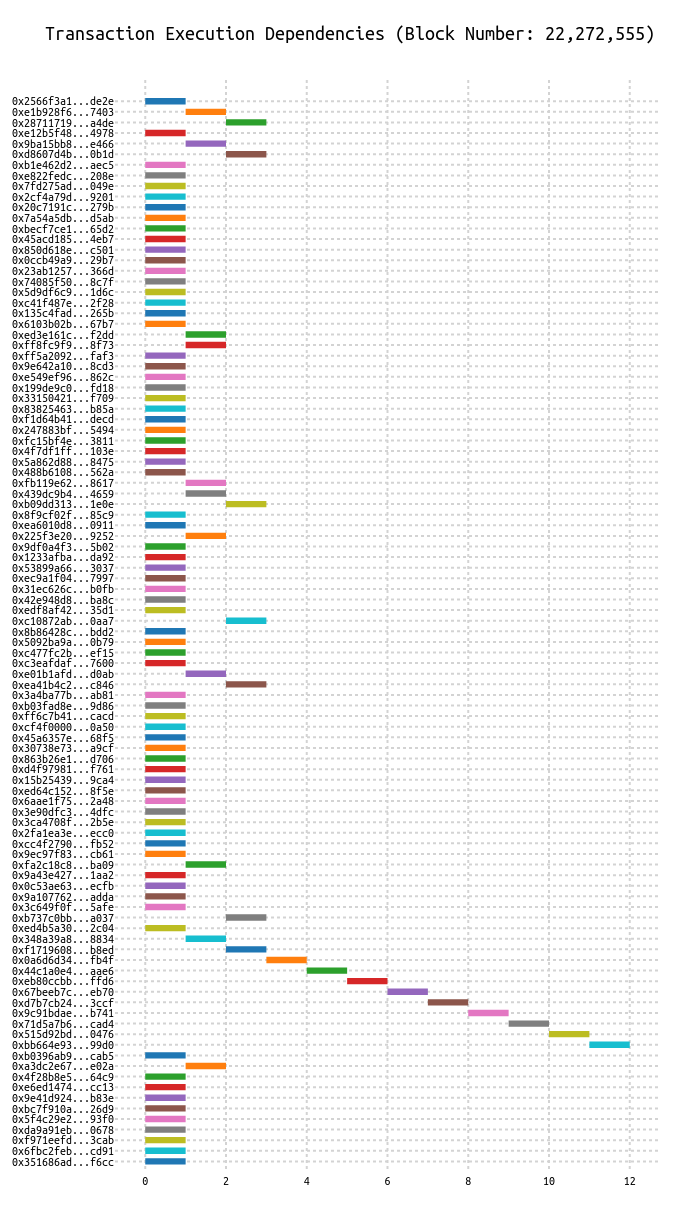 Transaction Execution Dependencies (Block Number: 22,272,555)
0x2566f3a1...de2e
0xe1b928f6...7403
0x28711719...a4de
0xe12b5f48...4978
0x9ba15bb8...e466
0xd8607d4b...0b1d
0xb1e462d2...aec5
0xe822fedc...208e
0x7fd275ad...049e
0x2cf4a79d...9201
0x20c7191c...279b
0x7a54a5db...d5ab
0xbecf7ce1...65d2
0x45acd185...4eb7
0x850d618e...c501
0x0ccb49a9...29b7
0x23ab1257...366d
0x74085f50...8c7f
0x5d9df6c9...1d6c
0xc41f487e...2f28
0x135c4fad...265b
0x6103b02b...67b7
0xed3e161c...f2dd
0xff8fc9f9...8f73
0xff5a2092...faf3
0x9e642a10...8cd3
0xe549ef96...862c
0x199de9c0...fd18
0x33150421...f709
0x83825463...b85a
0xf1d64b41...decd
0x247883bf...5494
0xfc15bf4e...3811
0x4f7df1ff...103e
0x5a862d88...8475
0x488b6108...562a
0xfb119e62...8617
0x439dc9b4...4659
0xb09dd313...1e0e
0x8f9cf02f...85c9
0xea6010d8...0911
0x225f3e20...9252
0x9df0a4f3...5b02
0x1233afba...da92
0x53899a66...3037
0xec9a1f04...7997
0x31ec626c...b0fb
0x42e948d8...ba8c
0xedf8af42...35d1
0xc10872ab...0aa7
0x8b86428c...bdd2
0x5092ba9a...0b79
0xc477fc2b...ef15
0xc3eafdaf...7600
0xe01b1afd...d0ab
0xea41b4c2...c846
0x3a4ba77b...ab81
0xb03fad8e...9d86
0xff6c7b41...cacd
0xcf4f0000...0a50
0x45a6357e...68f5
0x30738e73...a9cf
0x863b26e1...d706
0xd4f97981...f761
0x15b25439...9ca4
0xed64c152...8f5e
0x6aae1f75...2a48
0x3e90dfc3...4dfc
0x3ca4708f...2b5e
0x2fa1ea3e...ecc0
0xcc4f2790...fb52
0x9ec97f83...cb61
0xfa2c18c8...ba09
0x9a43e427...1aa2
0x0c53ae63...ecfb
0x9a107762...adda
0x3c649f0f...5afe
0xb737c0bb...a037
0xed4b5a30...2c04
0x348a39a8...8834
0xf1719608...b8ed
0x0a6d6d34...fb4f
0x44c1a0e4...aae6
0xeb80ccbb...ffd6
0x67beeb7c...eb70
0xd7b7cb24...3ccf
0x9c91bdae...b741
0x71d5a7b6...cad4
0x515d92bd...0476
0xbb664e93...99d0
0xb0396ab9...cab5
0xa3dc2e67...e02a
0x4f28b8e5...64c9
0xe6ed1474...cc13
0x9e41d924...b83e
0xbc7f910a...26d9
0x5f4c29e2...93f0
0xda9a91eb...0678
0xf971eefd...3cab
0x6fbc2feb...cd91
0x351686ad...f6cc
0 2 4 6 8 10 12